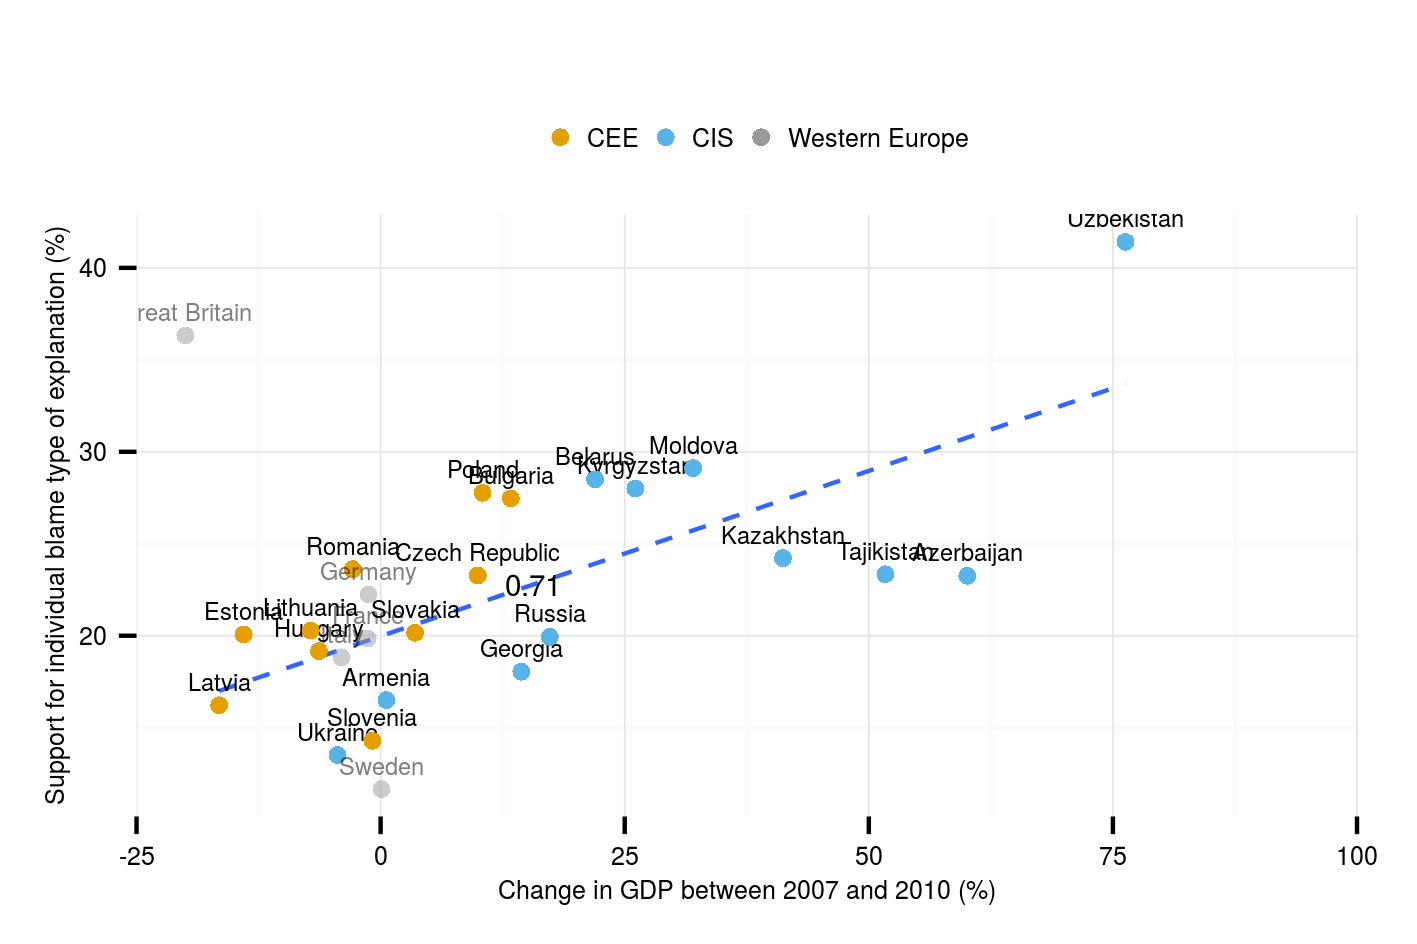 CEE CIS Western Europe
Support for individual blame type of explanation (%)
40
30
20
Uzbekistan
reat Britain
Moldova
Belarus
Kyrgyzstan
Poland
Bulgaria
Kazakhstan
Tajikistan
Azerbaijan
Romania
Czech Republic
Germany
0.71
Estonia
Lithuania
Slovakia
France
Russia
Hungary
Italy
Georgia
Latvia
Armenia
Slovenia
Ukraine
Sweden
-25 0 25 50 75 100
Change in GDP between 2007 and 2010 (%)